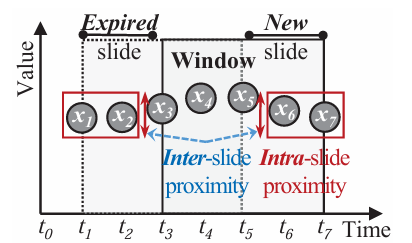 Expired New
slide slide
Window
Value
x1 x2 x3 x4 x5 x6 x7
Inter-slide Intra-slide
proximity proximity
t0 t1 t2 t3 t4 t5 t6 t7 Time